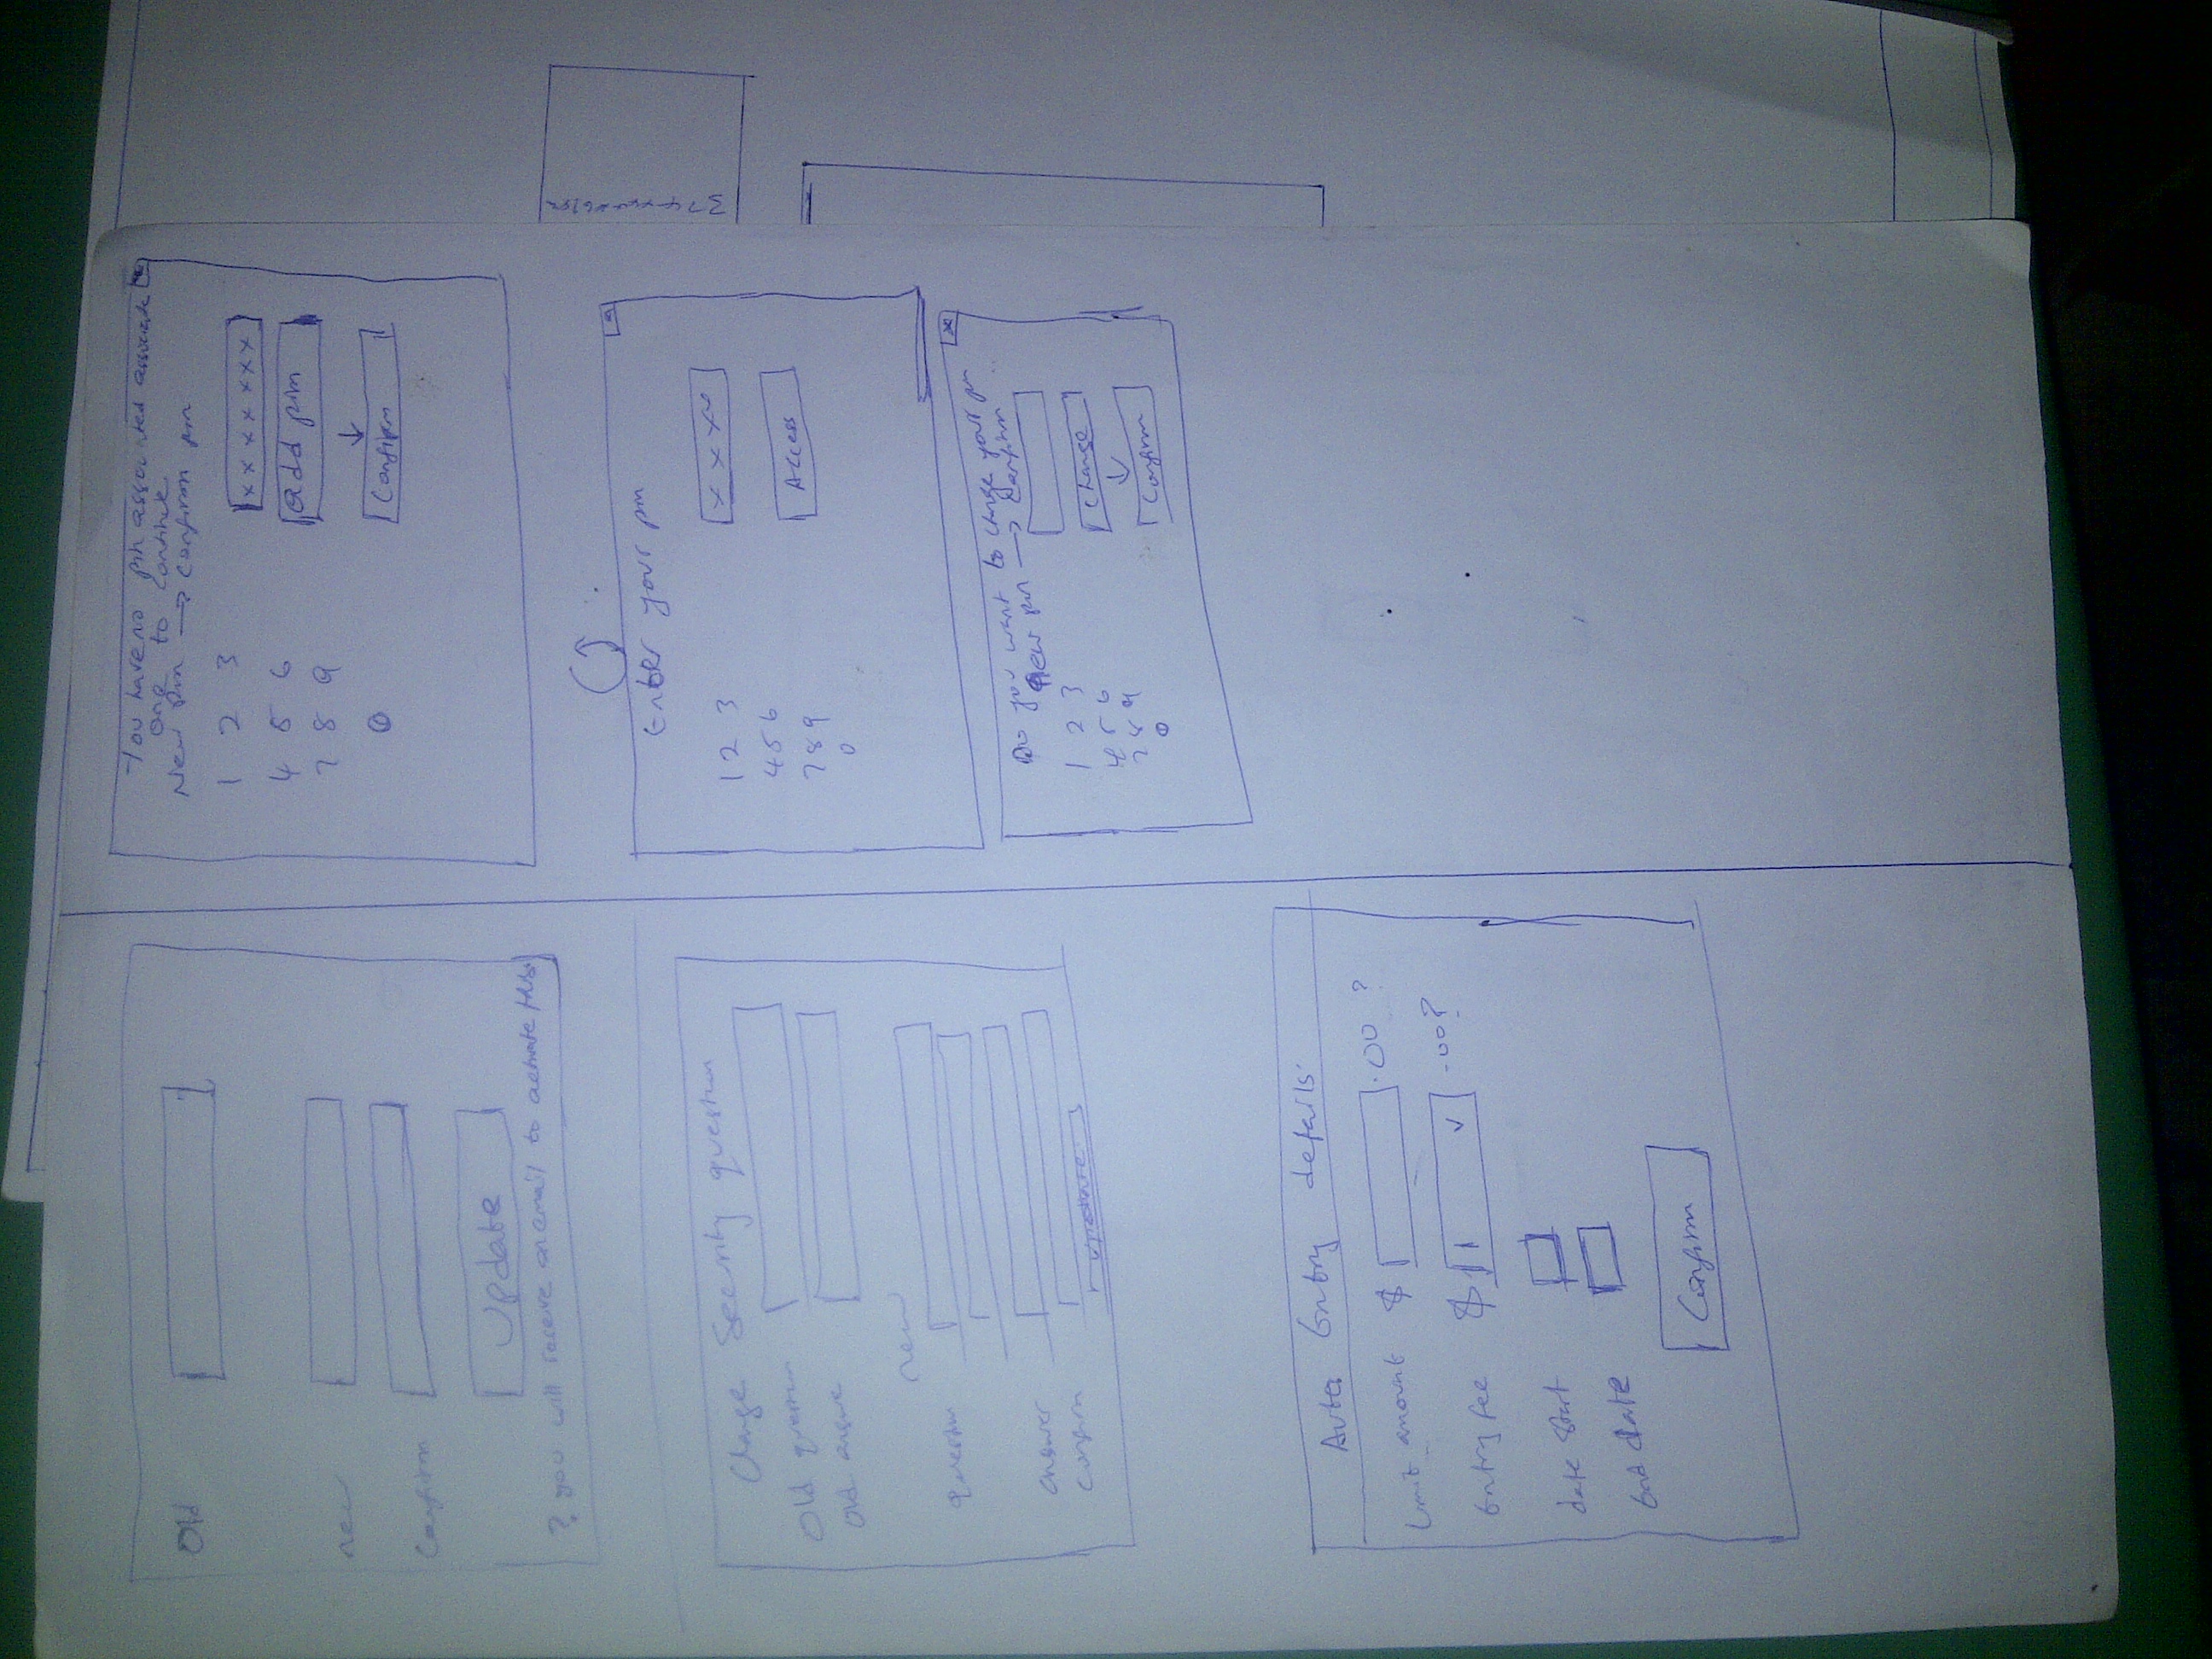 Old
new
Confirm
Update
? you will receive an email to activate this.
Change Security question
Old question
Old answe
new
question
answer
Confirm
update
Auto Entry details
Limit amount $ .00 ?
Entry fee $ 1 .00?
date Start
End date
Confirm
You have no pin associated associate
one to continue
New pin → Confirm pin
1 2 3
x x x x x x x
4 5 6
add pin
7 8 9
↓
0
Confirm
Enter your pin
1 2 3
x x x x
4 5 6
Access
7 8 9
0
x
Do you want to change your pin
New pin → Confirm
1 2 3
change
4 5 6
↓
7 8 9
Confirm
0